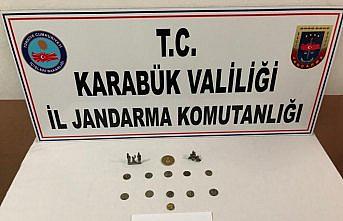 T.C.
KARABÜK VALİLİĞİ
İL JANDARMA KOMUTANLIĞI